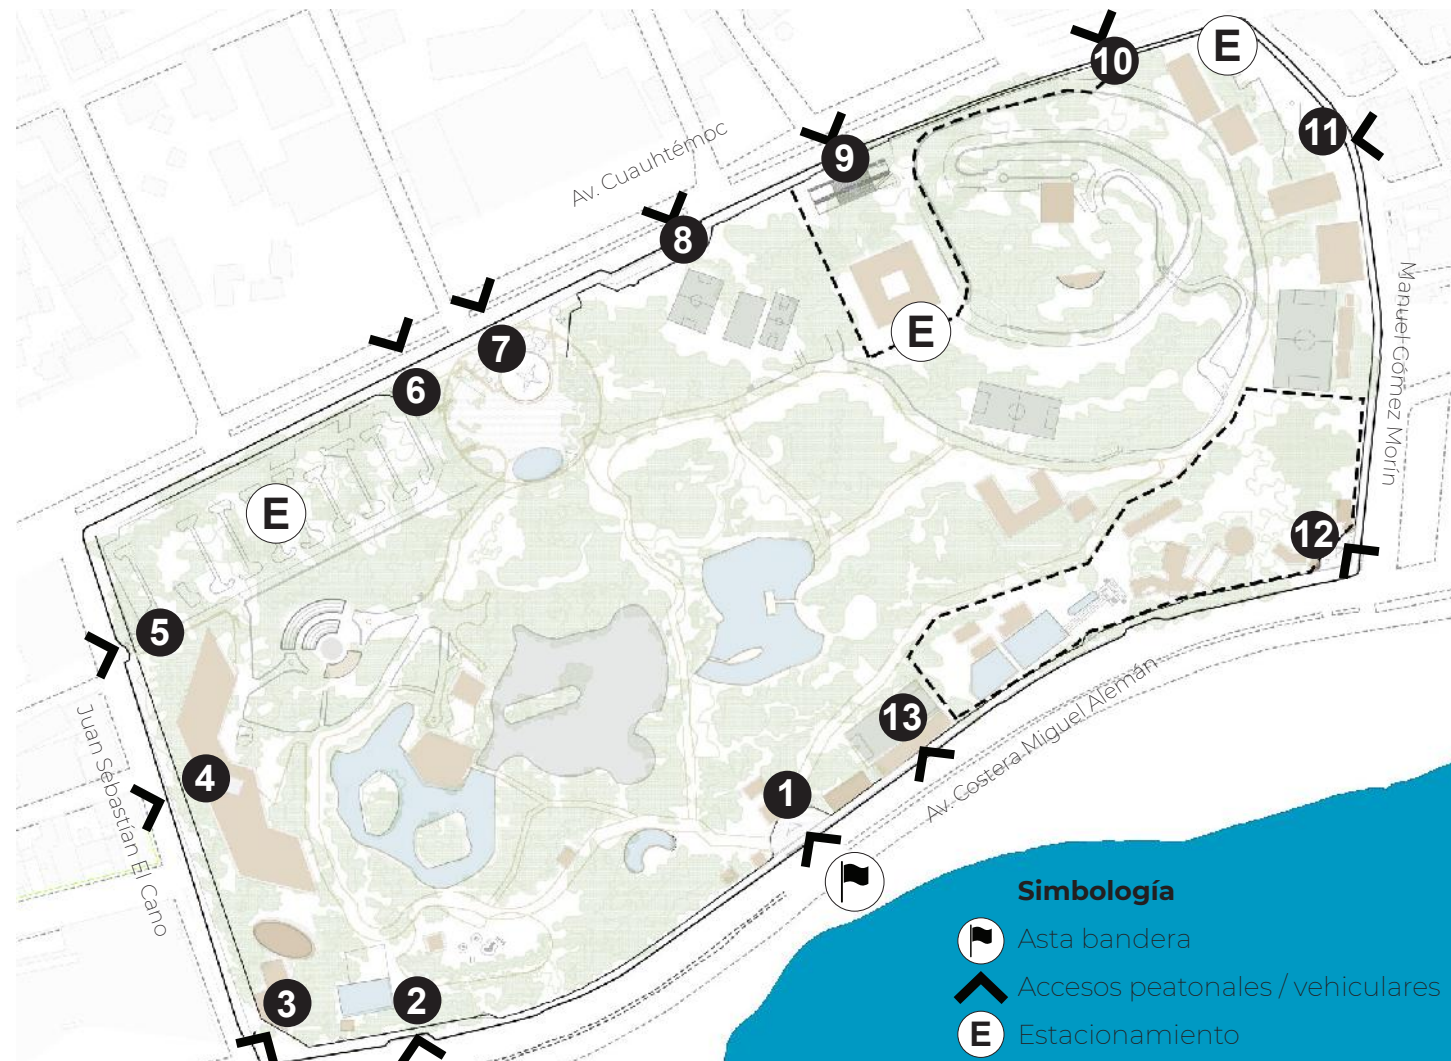 E
10
11
9
Av. Cuauhtémoc
8
Manuel Gómez Morín
E
7
6
E
12
5
Juan Sebastían El Cano
Av. Costera Miguel Alemán
13
4
1
3
2
Simbología
Asta bandera
Accesos peatonales / vehiculares
E Estacionamiento